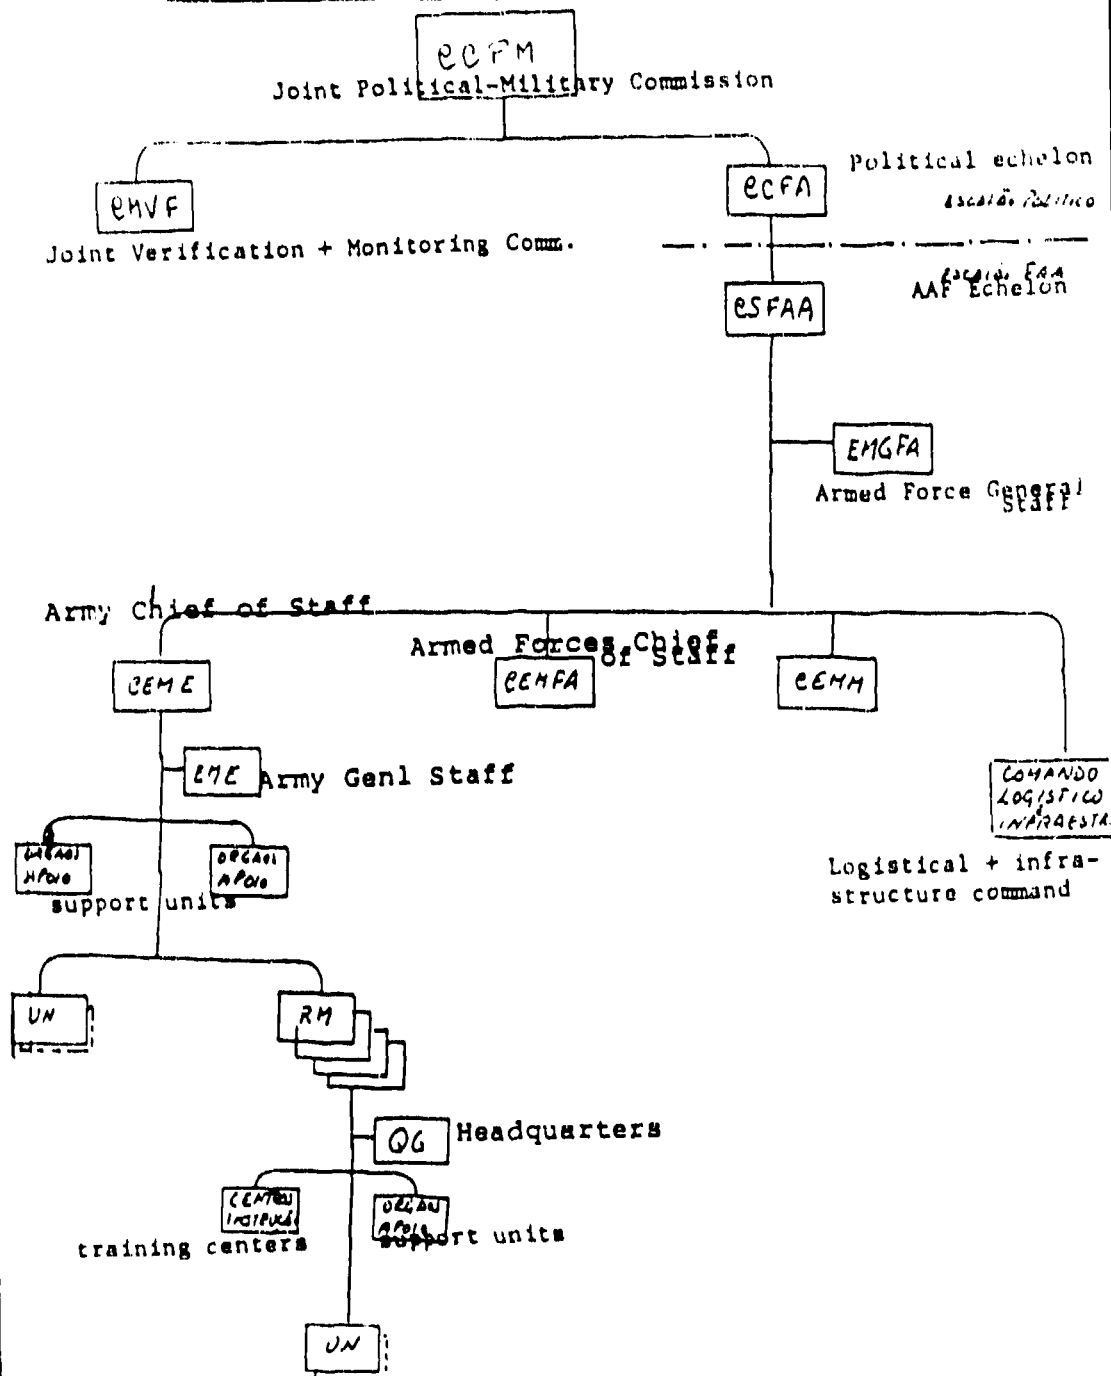 CCPM
Joint Political-Military Commission
CMVF
CCFA
Political echelon
Escalão Político
Joint Verification + Monitoring Comm.
Escalão FAA
AAF Echelon
CSFAA
EMGFA
Armed Force General
Staff
Army Chief of Staff
Armed Forces Chief
of Staff
CEME
CEMFA
CEMM
EME
Army Genl Staff
COMANDO
LOGISTICO
E
INFRAESTR.
Logistical + infra-
structure command
ORGAOS
APOIO
ORGAOS
APOIO
support units
UN
RM
QG
Headquarters
CENTROS
INSTRUÇ
training centers
ORGAOS
APOIO
support units
UN